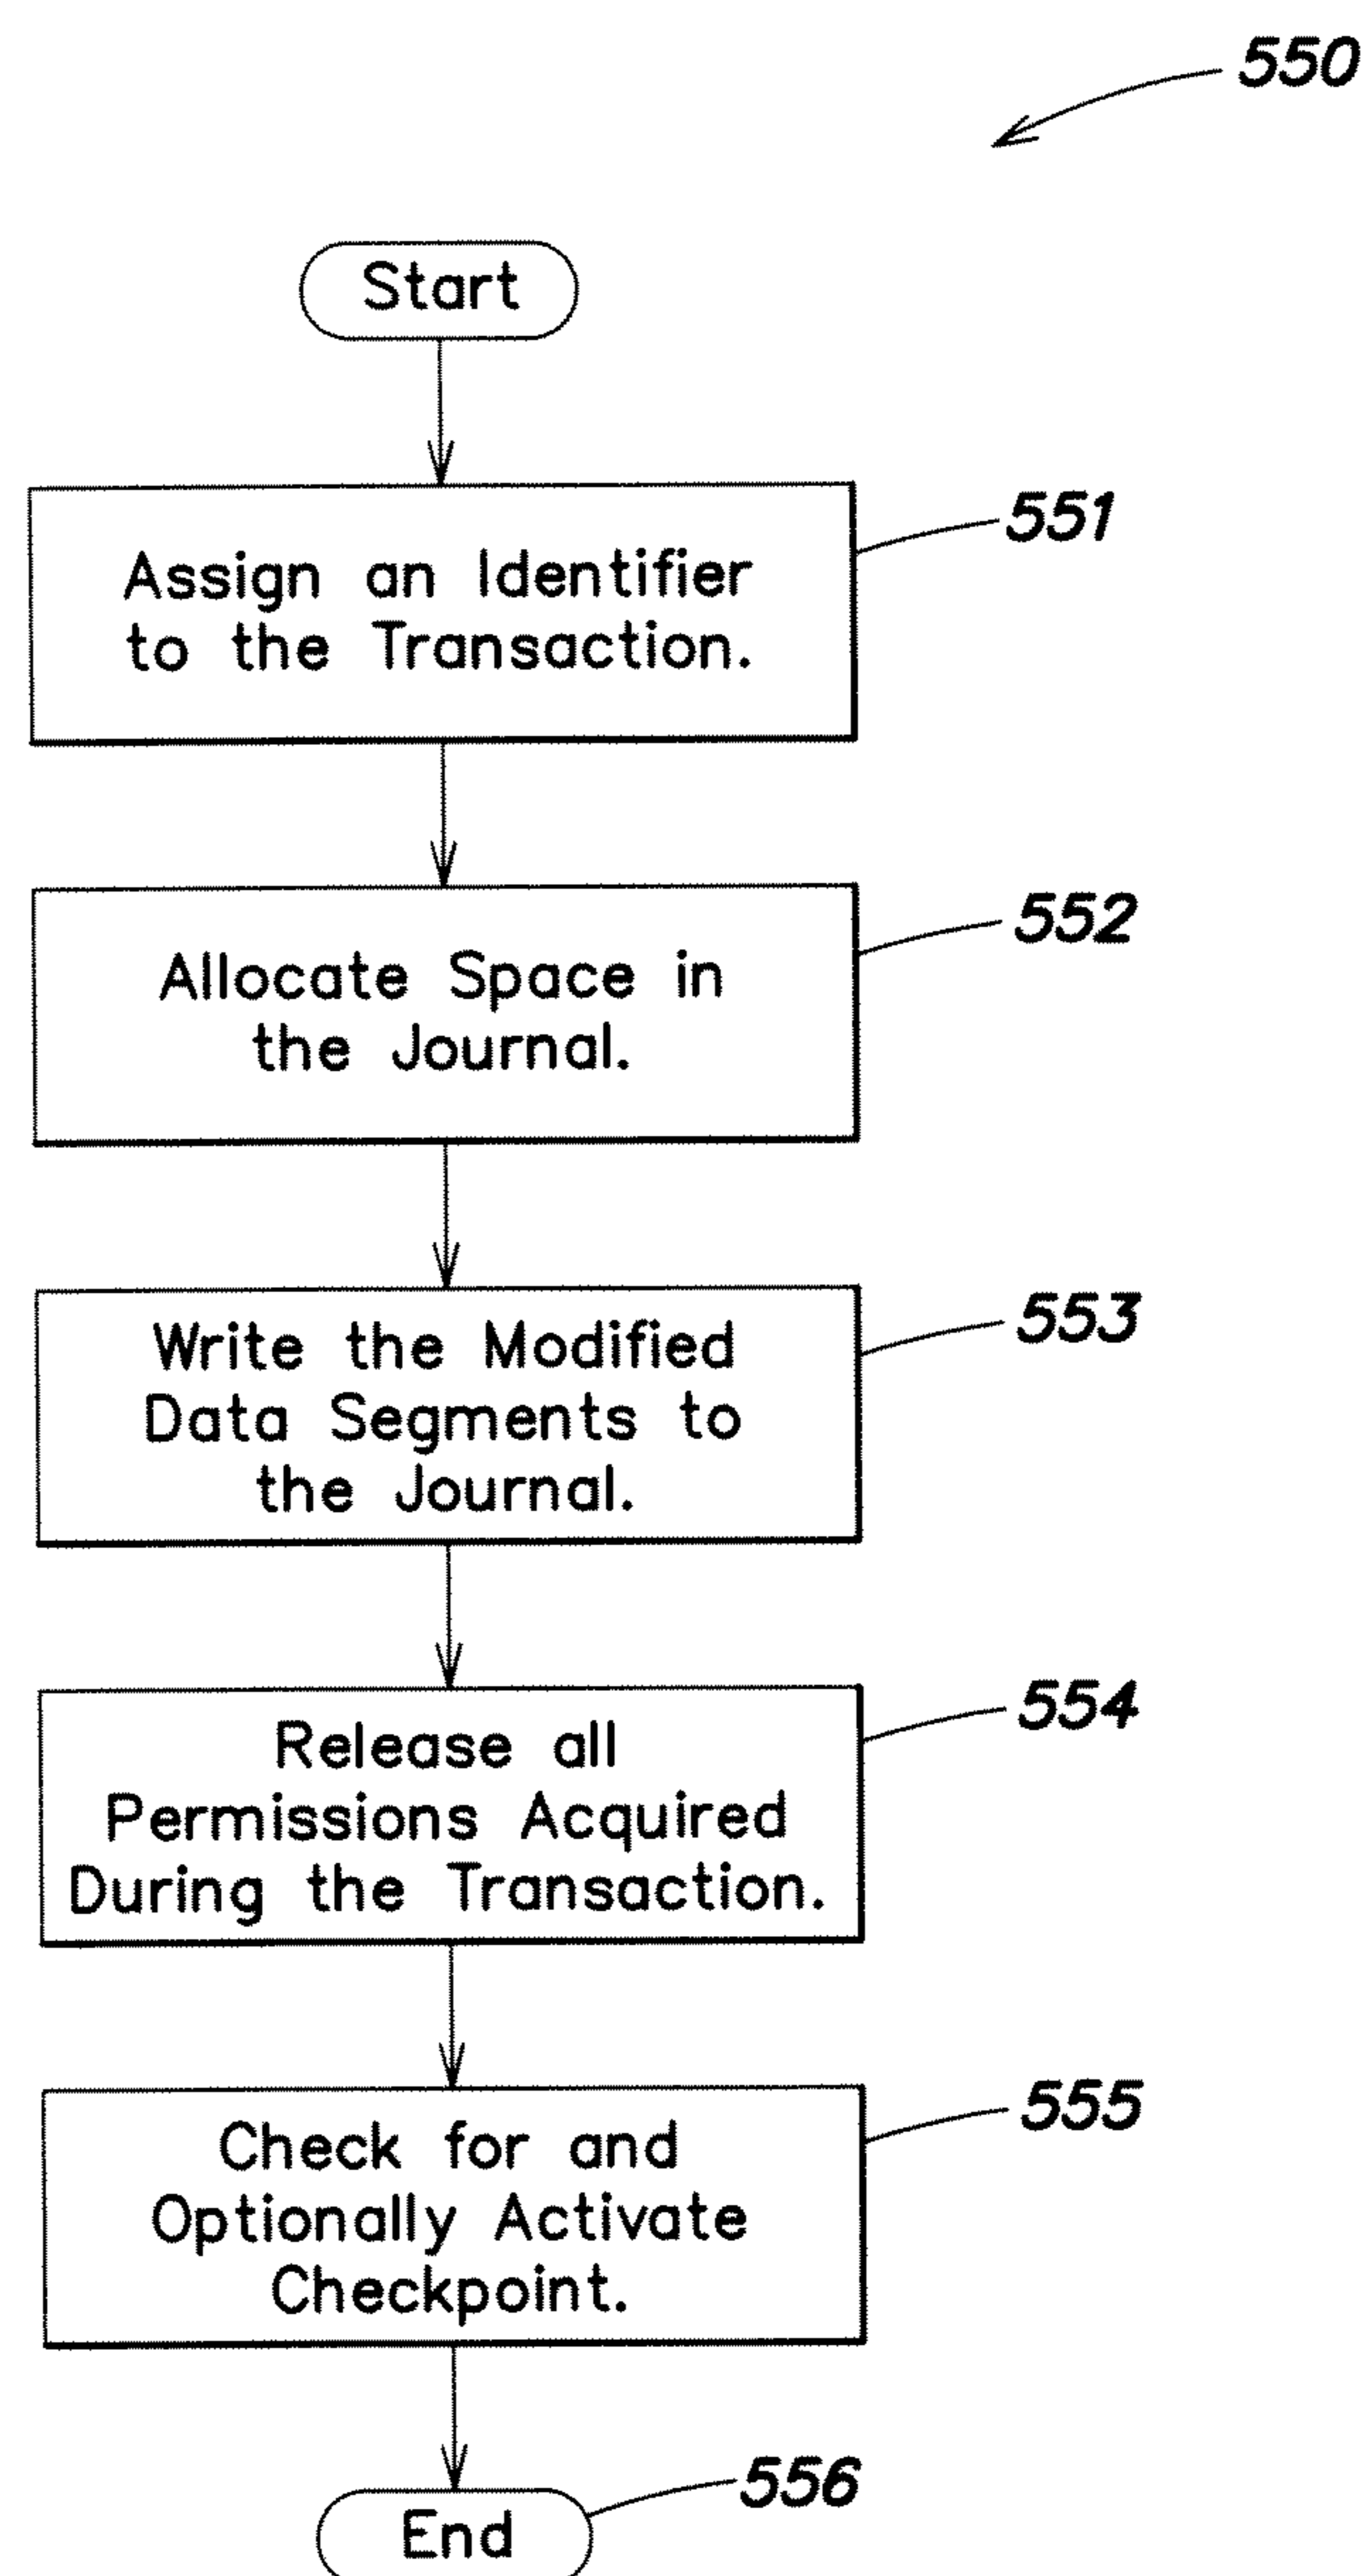 550
Start
551
Assign an Identifier
to the Transaction.
552
Allocate Space in
the Journal.
553
Write the Modified
Data Segments to
the Journal.
554
Release all
Permissions Acquired
During the Transaction.
555
Check for and
Optionally Activate
Checkpoint.
556
End